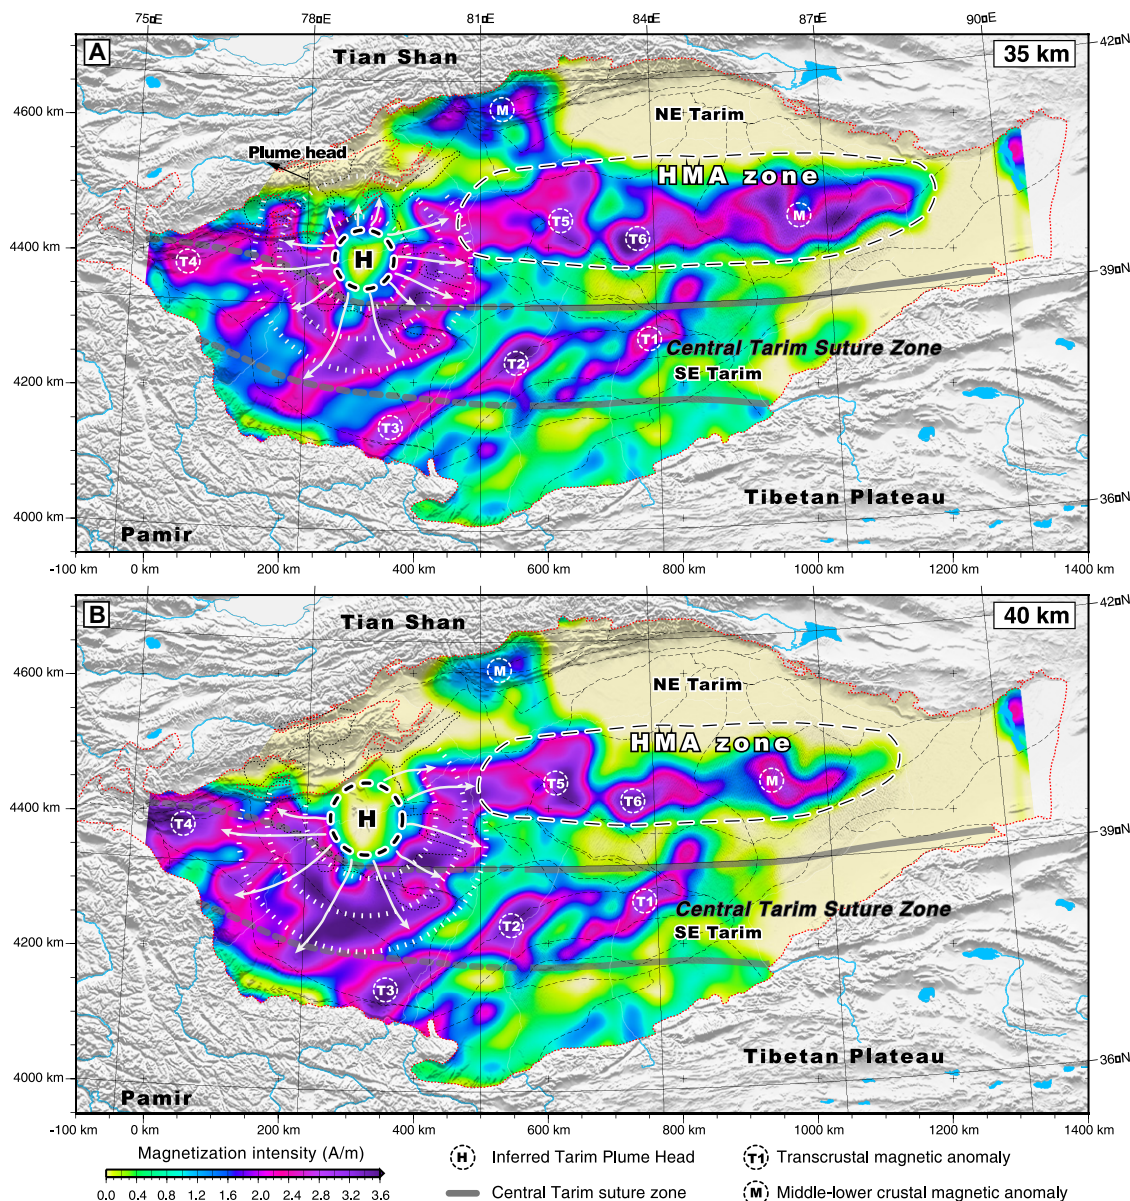 75¤E 78¤E 81¤E 84¤E 87¤E 90¤E
A
Tian Shan
35 km
42¤N
4600 km
M
NE Tarim
Plume head
HMA zone
4400 km
T5
M
T6
H
T4
39¤N
T1
Central Tarim Suture Zone
T2
SE Tarim
4200 km
T3
Tibetan Plateau
36¤N
4000 km
Pamir
-100 km 0 km 200 km 400 km 600 km 800 km 1000 km 1200 km 1400 km
B
Tian Shan
40 km
42¤N
4600 km
M
NE Tarim
HMA zone
T5
M
T6
4400 km
H
T4
39¤N
T1
Central Tarim Suture Zone
T2
SE Tarim
4200 km
T3
Tibetan Plateau
36¤N
4000 km
Pamir
-100 km 0 km 200 km 400 km 600 km 800 km 1000 km 1200 km 1400 km
Magnetization intensity (A/m)
0.0 0.4 0.8 1.2 1.6 2.0 2.4 2.8 3.2 3.6
H Inferred Tarim Plume Head
Central Tarim suture zone
T1 Transcrustal magnetic anomaly
M Middle-lower crustal magnetic anomaly